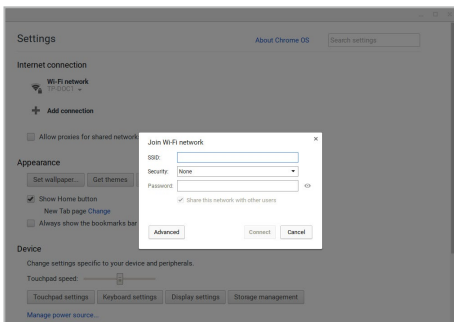 Settings
About Chrome OS
Search settings
Internet connection
Wi-Fi network
TP-DOCT
Add connection
Allow proxies for shared network
Join Wi-Fi network
SSID:
Security: None
Password:
Share this network with other users
Advanced Connect Cancel
Appearance
Set wallpaper... Get themes
Show Home button
New Tab page Change
Always show the bookmarks bar
Device
Change settings specific to your device and peripherals.
Touchpad speed:
Touchpad settings Keyboard settings Display settings Storage management
Manage power source...